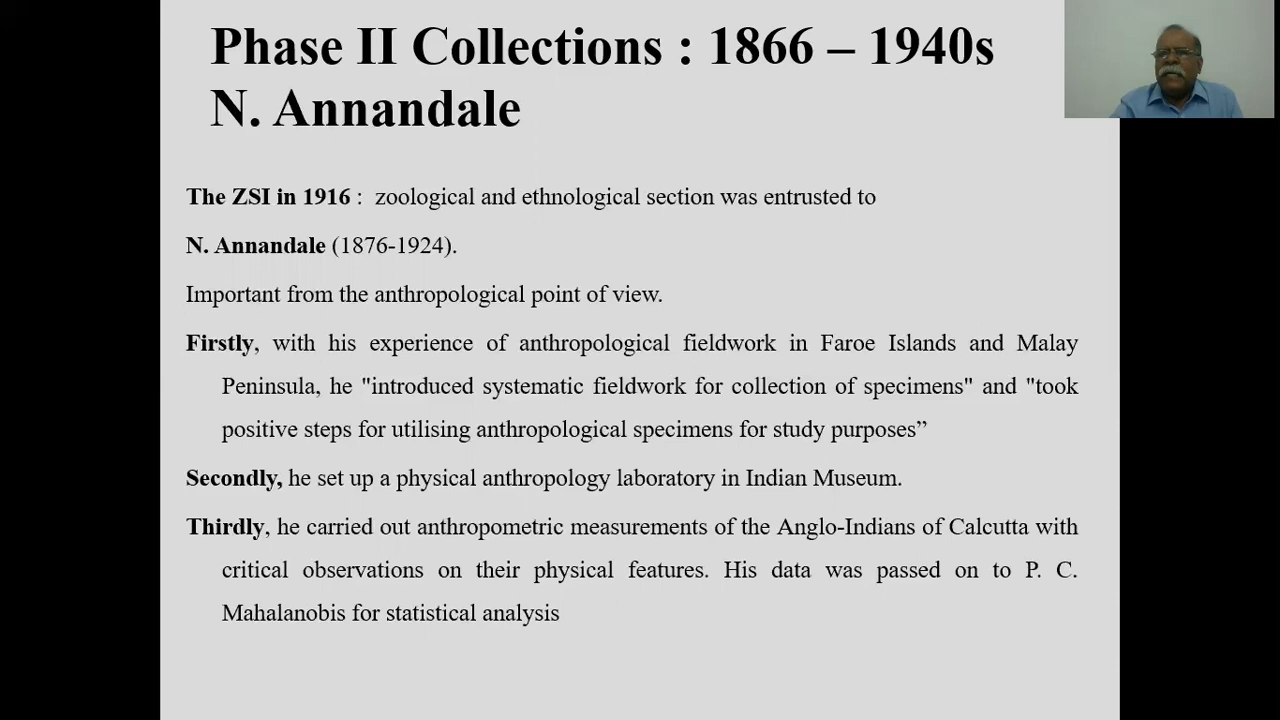 Phase II Collections : 1866 – 1940s
N. Annandale
The ZSI in 1916 : zoological and ethnological section was entrusted to
N. Annandale (1876-1924).
Important from the anthropological point of view.
Firstly, with his experience of anthropological fieldwork in Faroe Islands and Malay
Peninsula, he "introduced systematic fieldwork for collection of specimens" and "took
positive steps for utilising anthropological specimens for study purposes”
Secondly, he set up a physical anthropology laboratory in Indian Museum.
Thirdly, he carried out anthropometric measurements of the Anglo-Indians of Calcutta with
critical observations on their physical features. His data was passed on to P. C.
Mahalanobis for statistical analysis